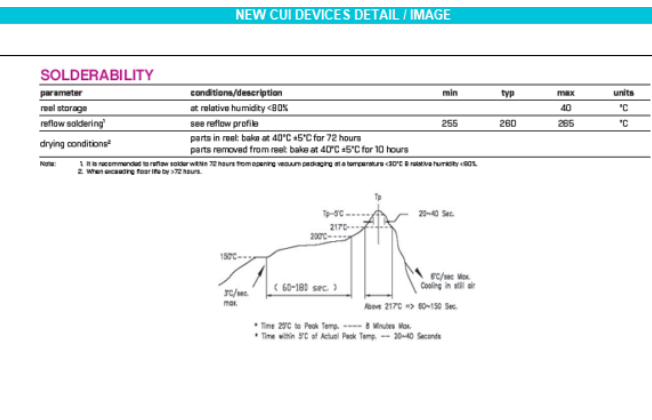 NEW CUI DEVICES DETAIL / IMAGE
SOLDERABILITY
parameter conditions/description min typ max units
reel storage at relative humidity <80% 40 °C
reflow soldering¹ see reflow profile 255 260 265 °C
drying conditions² parts in reel: bake at 40°C ±5°C for 72 hours
parts removed from reel: bake at 40°C ±5°C for 10 hours
Note: 1. It is recommended to reflow solder within 72 hours from opening vacuum packaging at a temperature <30°C & relative humidity <60%.
2. When exceeding floor life by >72 hours.
Tp
Tp-5°C 20~40 Sec.
217°C
200°C
150°C
6°C/sec Max.
Cooling in still air
3°C/sec. max.
( 60-180 sec. )
Above 217°C => 60~150 Sec.
* Time 25°C to Peak Temp. ---- 8 Minutes Max.
* Time within 5°C of Actual Peak Temp. -- 20~40 Seconds